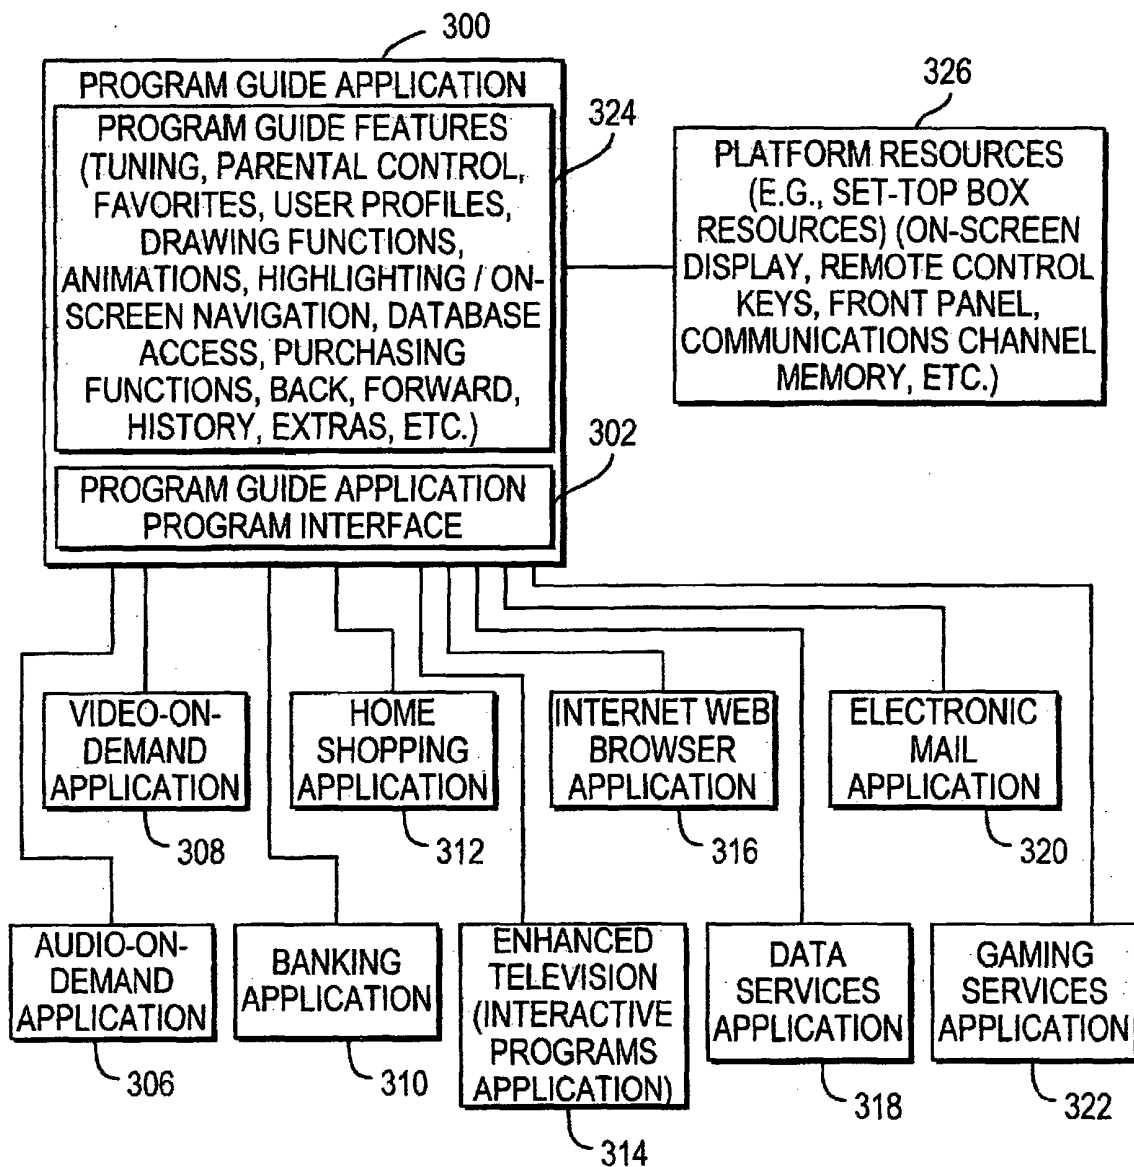 300
PROGRAM GUIDE APPLICATION
324
PROGRAM GUIDE FEATURES
(TUNING, PARENTAL CONTROL,
FAVORITES, USER PROFILES,
DRAWING FUNCTIONS,
ANIMATIONS, HIGHLIGHTING / ON-
SCREEN NAVIGATION, DATABASE
ACCESS, PURCHASING
FUNCTIONS, BACK, FORWARD,
HISTORY, EXTRAS, ETC.)
302
PROGRAM GUIDE APPLICATION
PROGRAM INTERFACE
326
PLATFORM RESOURCES
(E.G., SET-TOP BOX
RESOURCES) (ON-SCREEN
DISPLAY, REMOTE CONTROL
KEYS, FRONT PANEL,
COMMUNICATIONS CHANNEL
MEMORY, ETC.)
VIDEO-ON-
DEMAND
APPLICATION
308
HOME
SHOPPING
APPLICATION
312
INTERNET WEB
BROWSER
APPLICATION
316
ELECTRONIC
MAIL
APPLICATION
320
AUDIO-ON-
DEMAND
APPLICATION
306
BANKING
APPLICATION
310
ENHANCED
TELEVISION
(INTERACTIVE
PROGRAMS
APPLICATION)
314
DATA
SERVICES
APPLICATION
318
GAMING
SERVICES
APPLICATION
322